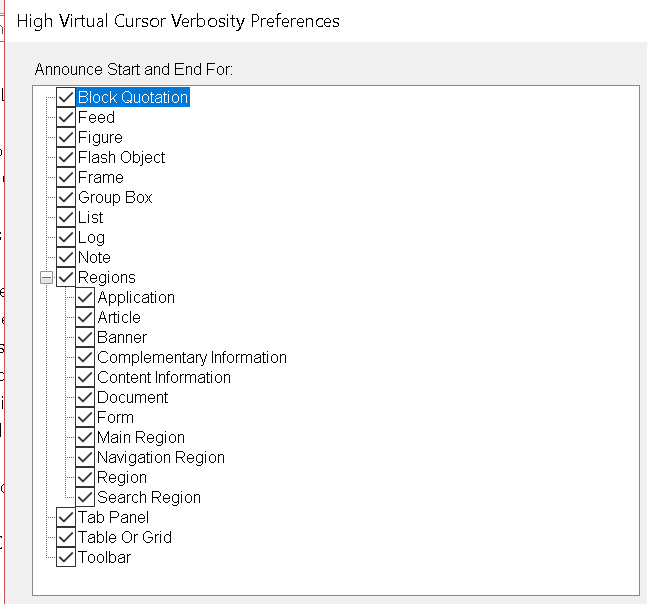 High Virtual Cursor Verbosity Preferences
Announce Start and End For:
Block Quotation
Feed
Figure
Flash Object
Frame
Group Box
List
Log
Note
Regions
Application
Article
Banner
Complementary Information
Content Information
Document
Form
Main Region
Navigation Region
Region
Search Region
Tab Panel
Table Or Grid
Toolbar